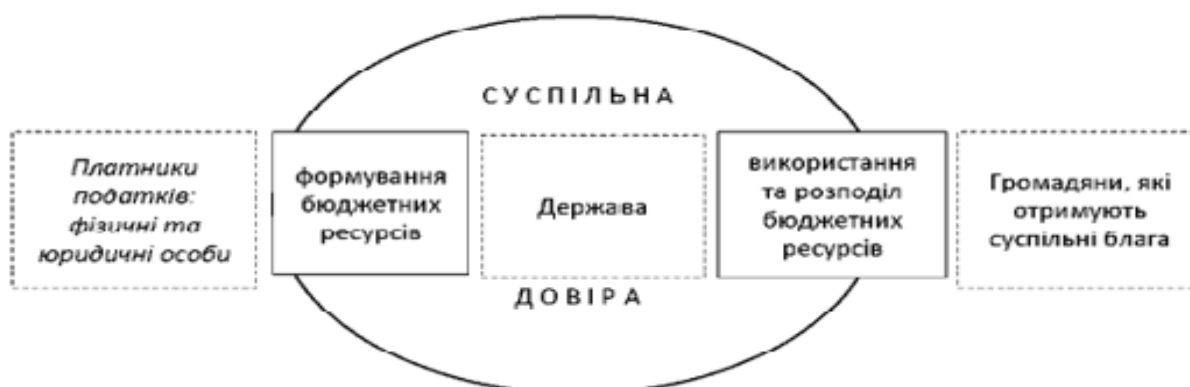 СУСПІЛЬНА
Платники
податків:
фізичні та
юридичні особи
формування
бюджетних
ресурсів
Держава
використання
та розподіл
бюджетних
ресурсів
Громадяни, які
отримують
суспільні блага
ДОВІРА